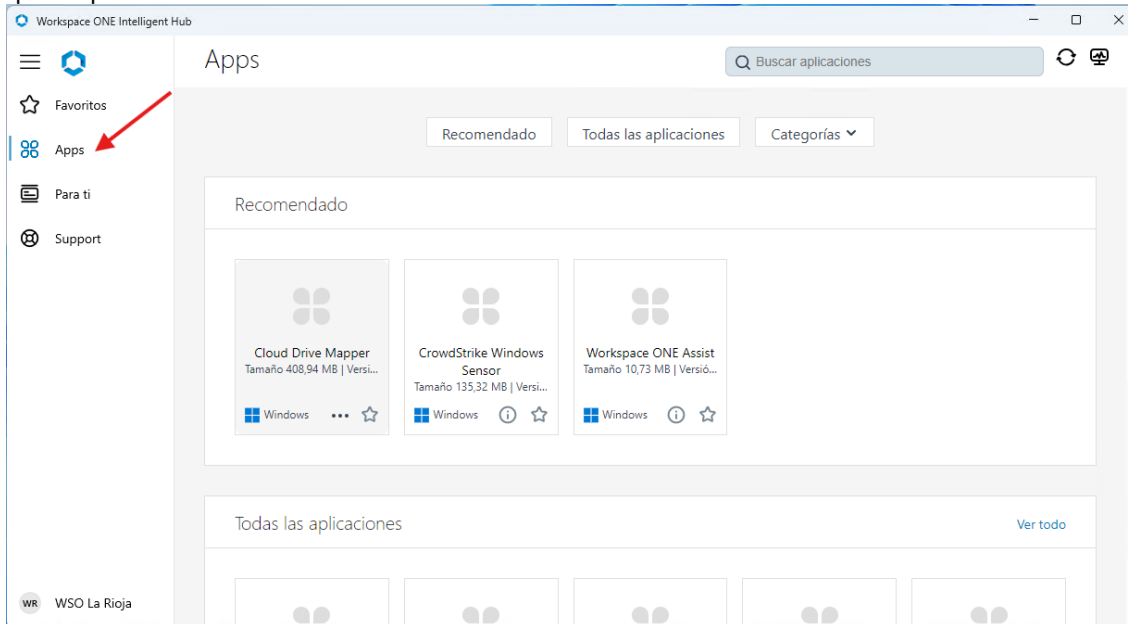 Workspace ONE Intelligent Hub
Apps
Buscar aplicaciones
Favoritos
Apps
Para ti
Support
Recomendado
Todas las aplicaciones
Categorías
Recomendado
Cloud Drive Mapper
Tamaño 408,94 MB | Versi...
Windows
CrowdStrike Windows
Sensor
Tamaño 135,32 MB | Versi...
Windows
Workspace ONE Assist
Tamaño 10,73 MB | Versió...
Windows
Todas las aplicaciones
Ver todo
WR
WSO La Rioja